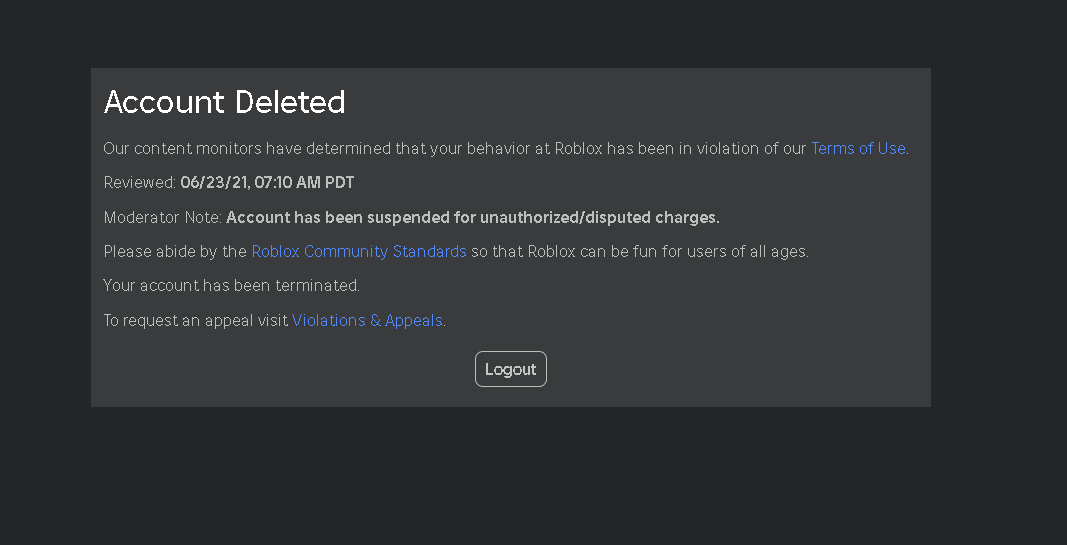 Account Deleted
Our content monitors have determined that your behavior at Roblox has been in violation of our Terms of Use.
Reviewed: 06/23/21, 07:10 AM PDT
Moderator Note: Account has been suspended for unauthorized/disputed charges.
Please abide by the Roblox Community Standards so that Roblox can be fun for users of all ages.
Your account has been terminated.
To request an appeal visit Violations & Appeals.
Logout